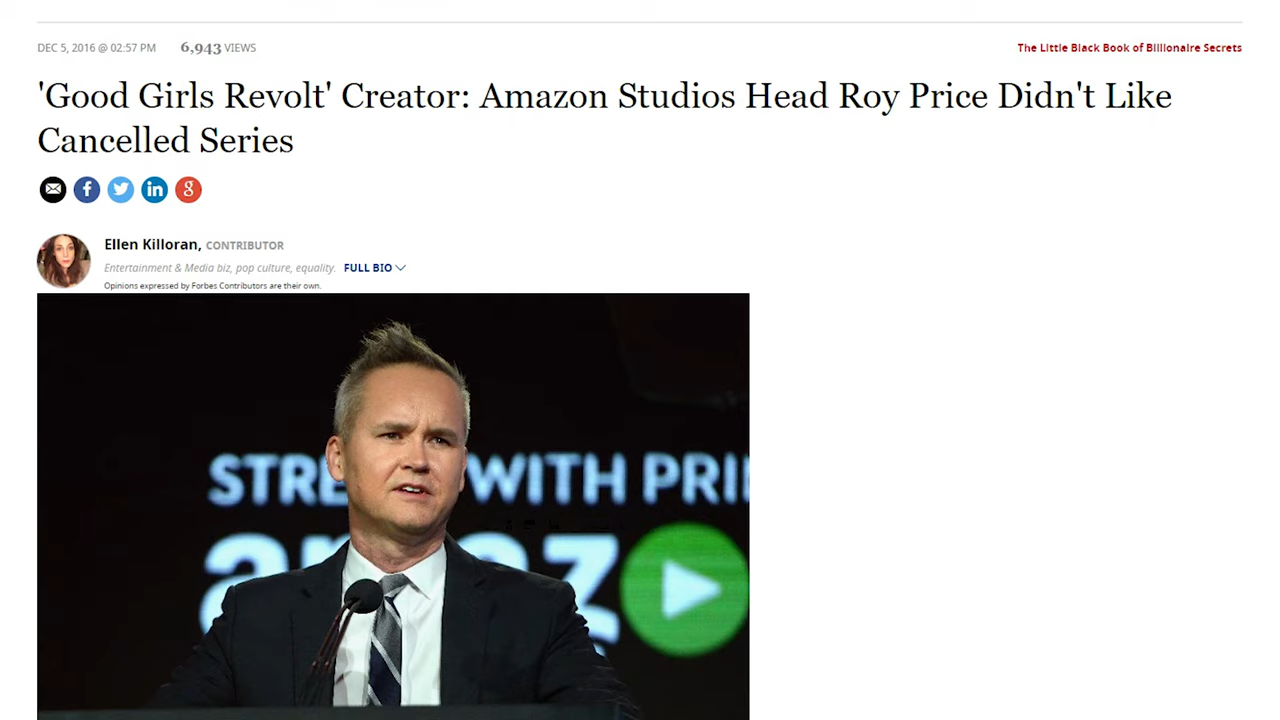 DEC 5, 2016 @ 02:57 PM 6,943 VIEWS The Little Black Book of Billionaire Secrets
'Good Girls Revolt' Creator: Amazon Studios Head Roy Price Didn't Like
Cancelled Series
f in g
Ellen Killoran, CONTRIBUTOR
Entertainment & Media biz, pop culture, equality. FULL BIO
Opinions expressed by Forbes Contributors are their own.
STRE WITH PRI
amaz